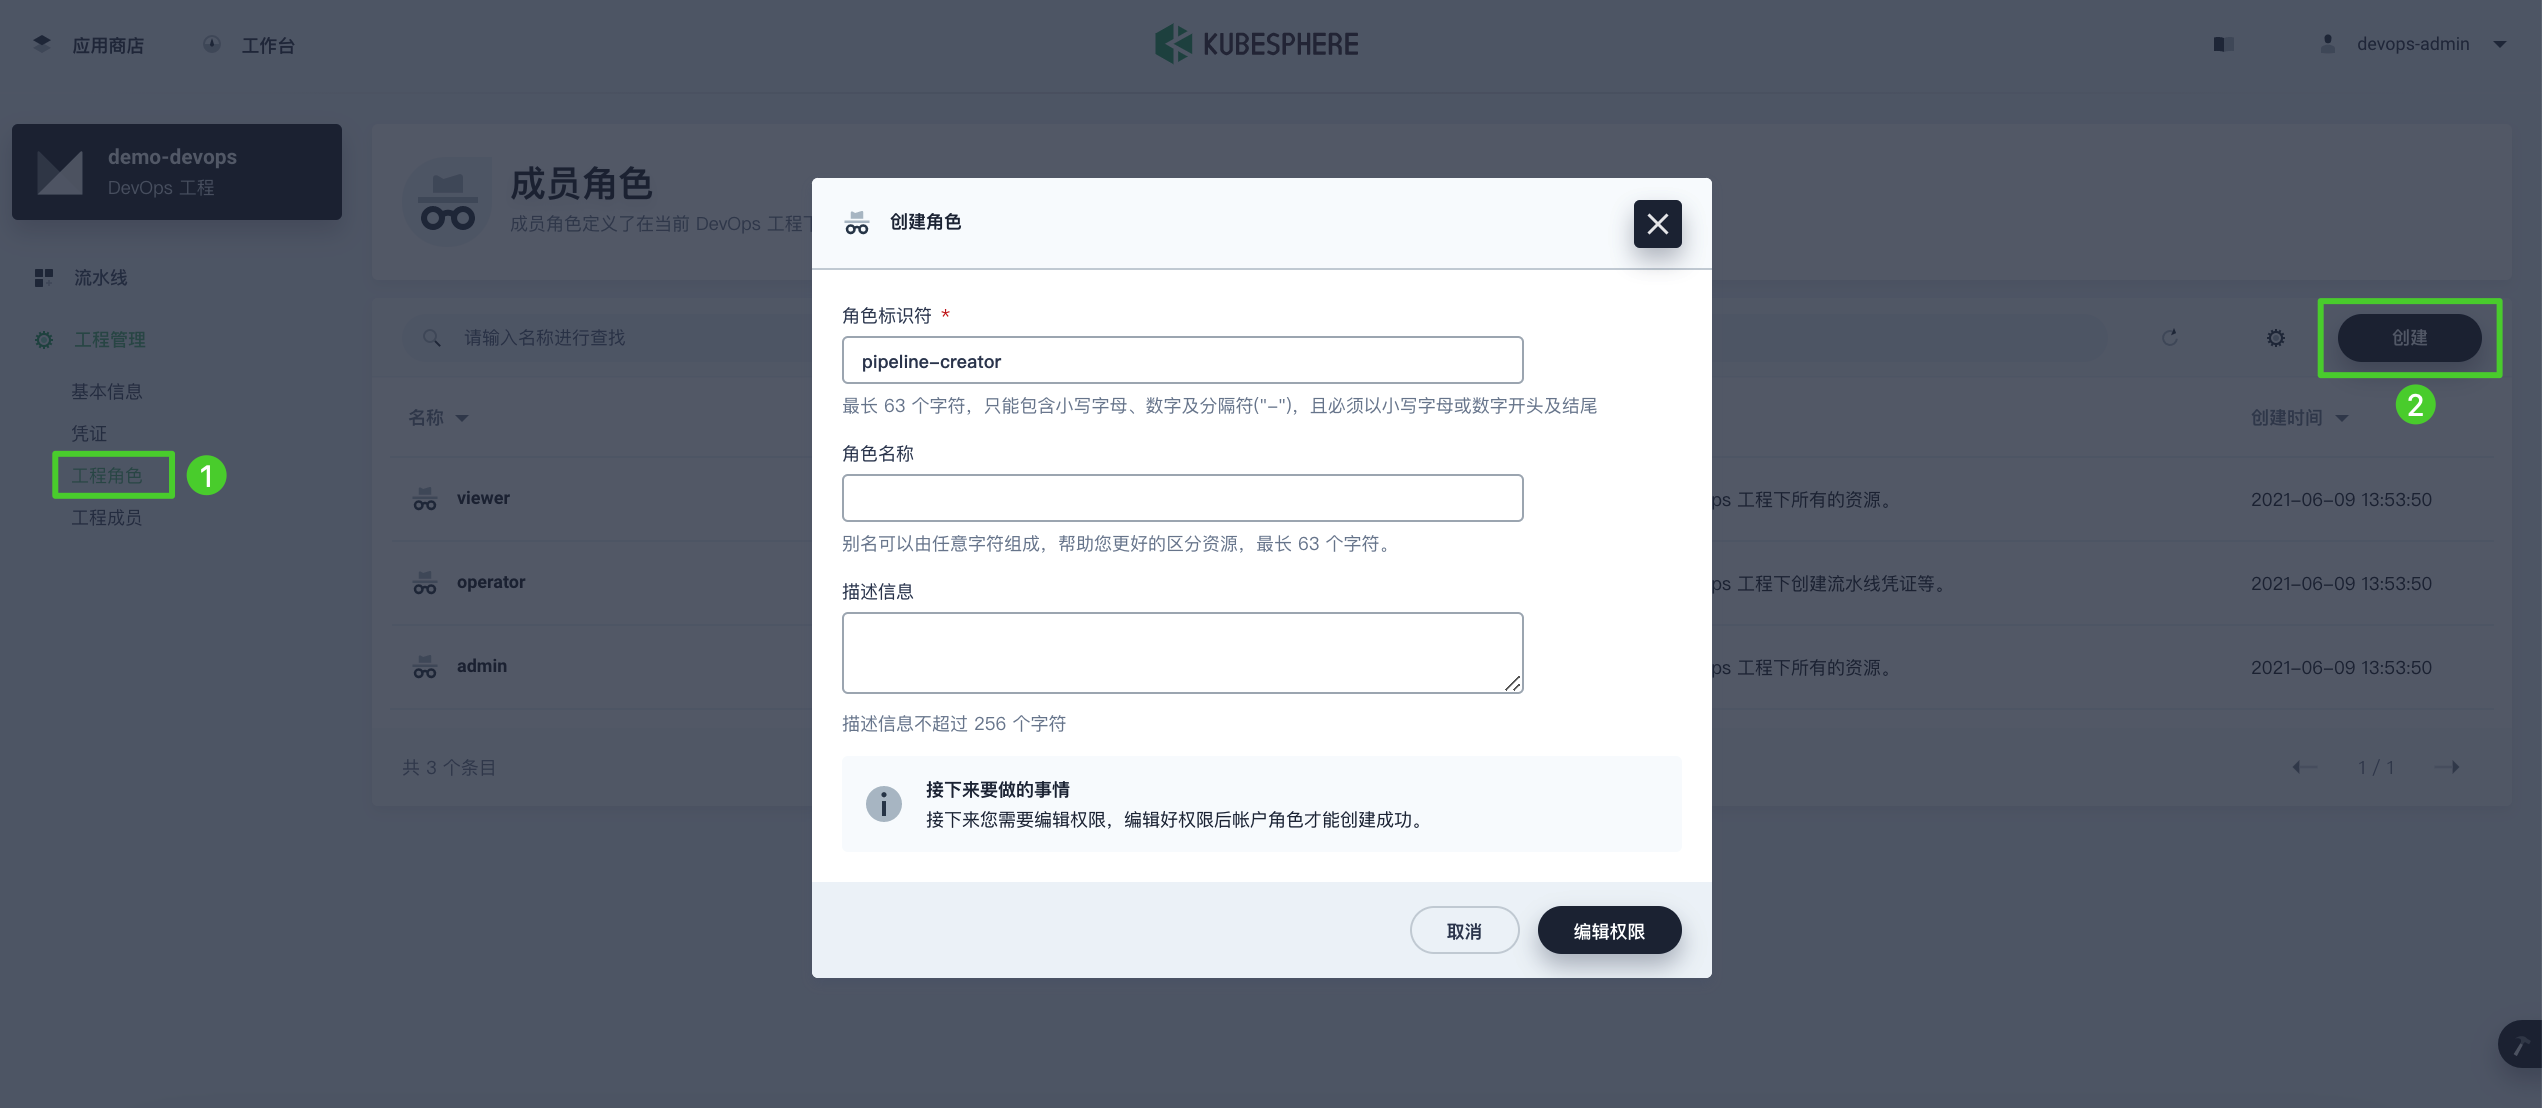 应用商店
工作台
KUBESPHERE
devops-admin
demo-devops
DevOps 工程
流水线
工程管理
基本信息
凭证
工程角色
1
工程成员
成员角色
成员角色定义了在当前 DevOps 工程下
请输入名称进行查找
创建
2
名称
创建时间
viewer
ps 工程下所有的资源。
2021-06-09 13:53:50
operator
ps 工程下创建流水线凭证等。
2021-06-09 13:53:50
admin
ps 工程下所有的资源。
2021-06-09 13:53:50
共 3 个条目
1 / 1
创建角色
角色标识符 *
pipeline-creator
最长 63 个字符，只能包含小写字母、数字及分隔符("-")，且必须以小写字母或数字开头及结尾
角色名称
别名可以由任意字符组成，帮助您更好的区分资源，最长 63 个字符。
描述信息
描述信息不超过 256 个字符
接下来要做的事情
接下来您需要编辑权限，编辑好权限后帐户角色才能创建成功。
取消
编辑权限